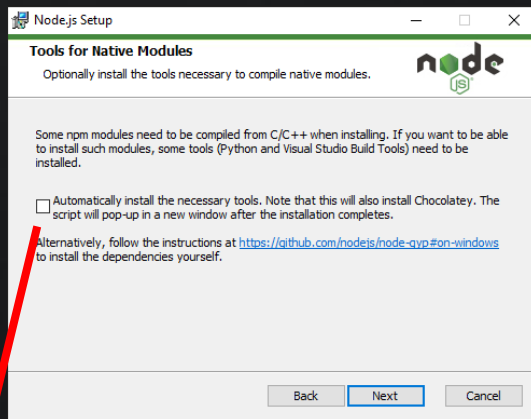 Node.js Setup
Tools for Native Modules
Optionally install the tools necessary to compile native modules.
node
JS
Some npm modules need to be compiled from C/C++ when installing. If you want to be able
to install such modules, some tools (Python and Visual Studio Build Tools) need to be
installed.
Automatically install the necessary tools. Note that this will also install Chocolatey. The
script will pop-up in a new window after the installation completes.
Alternatively, follow the instructions at https://github.com/nodejs/node-gyp#on-windows
to install the dependencies yourself.
Back Next Cancel